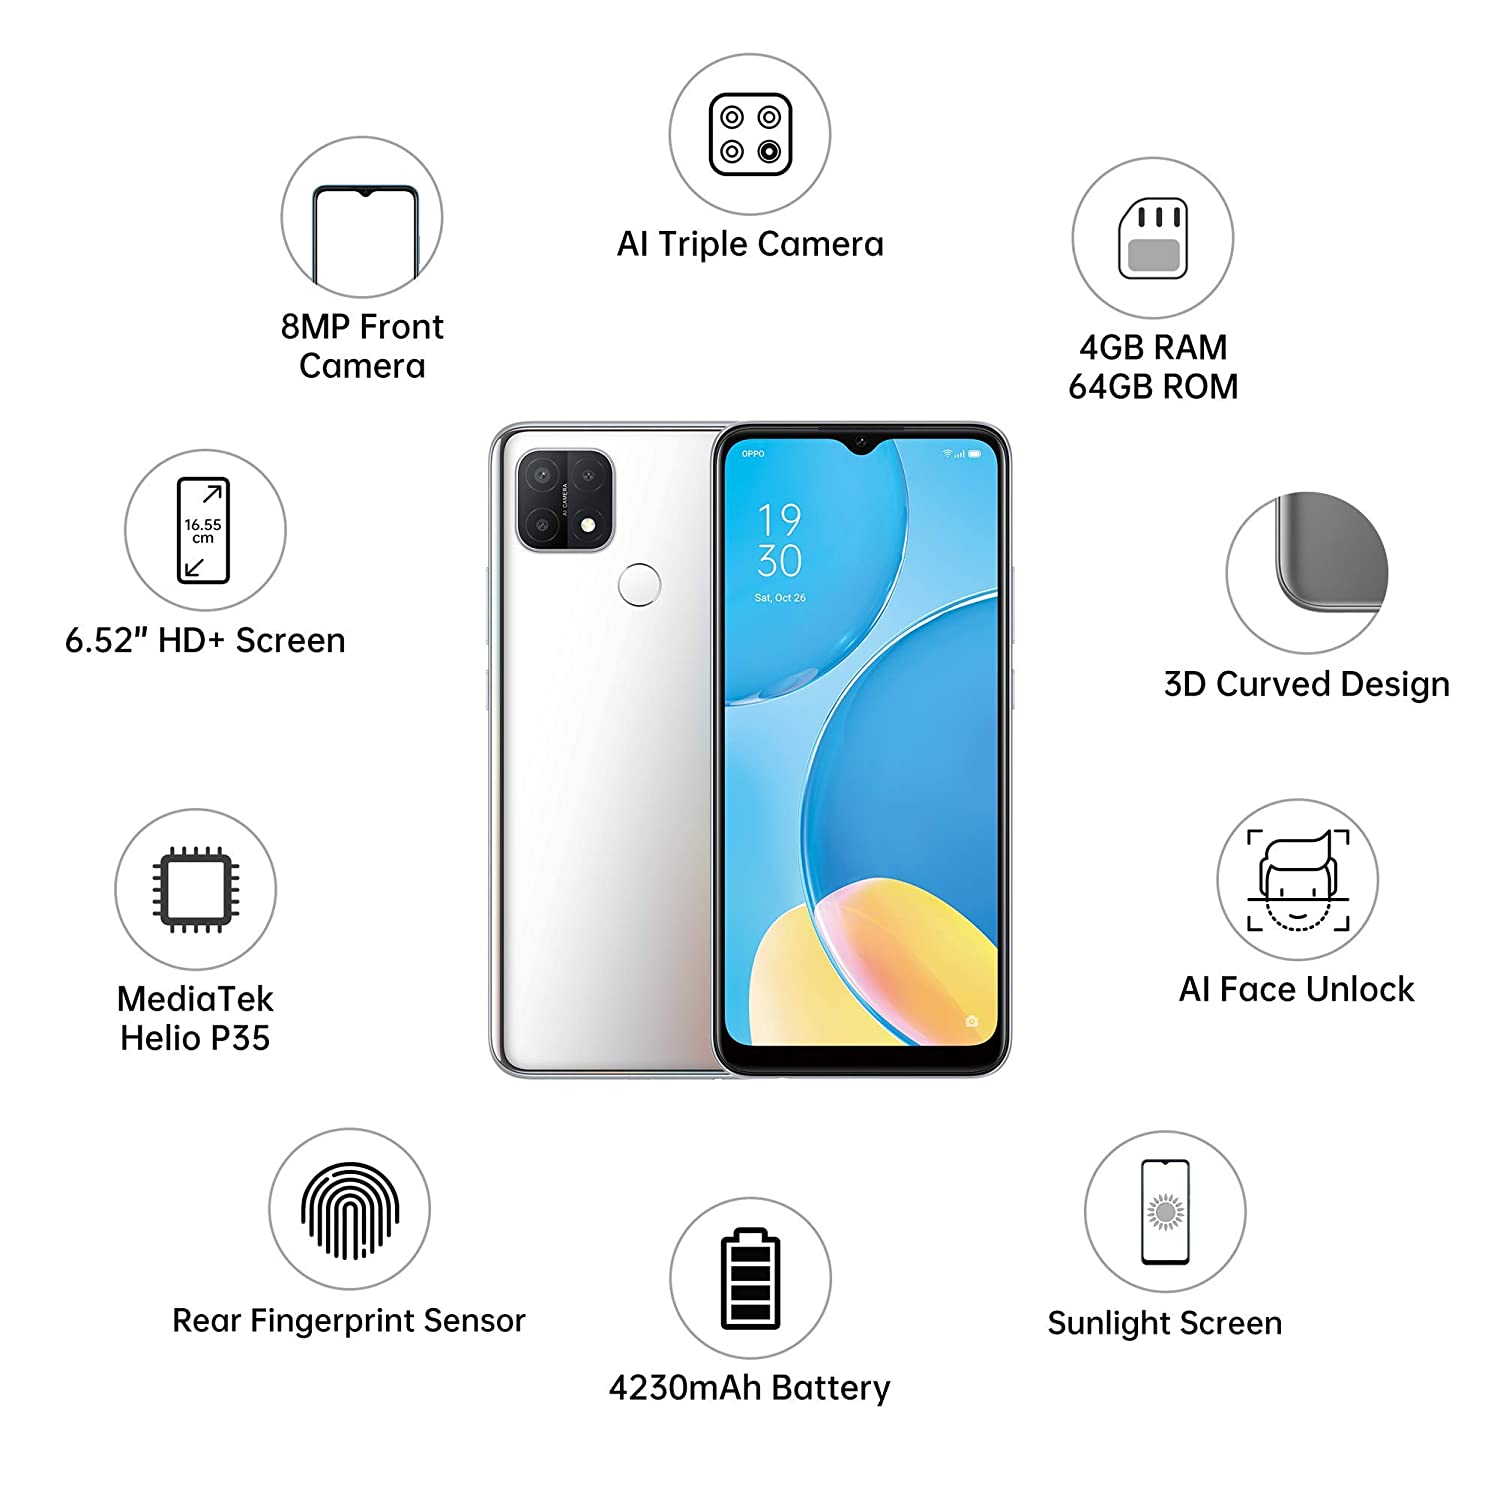 AI Triple Camera
8MP Front
Camera
4GB RAM
64GB ROM
16.55
cm
6.52" HD+ Screen
AI CAMERA
OPPO
19
30
Sat, Oct 26
3D Curved Design
MediaTek
Helio P35
AI Face Unlock
Rear Fingerprint Sensor
4230mAh Battery
Sunlight Screen